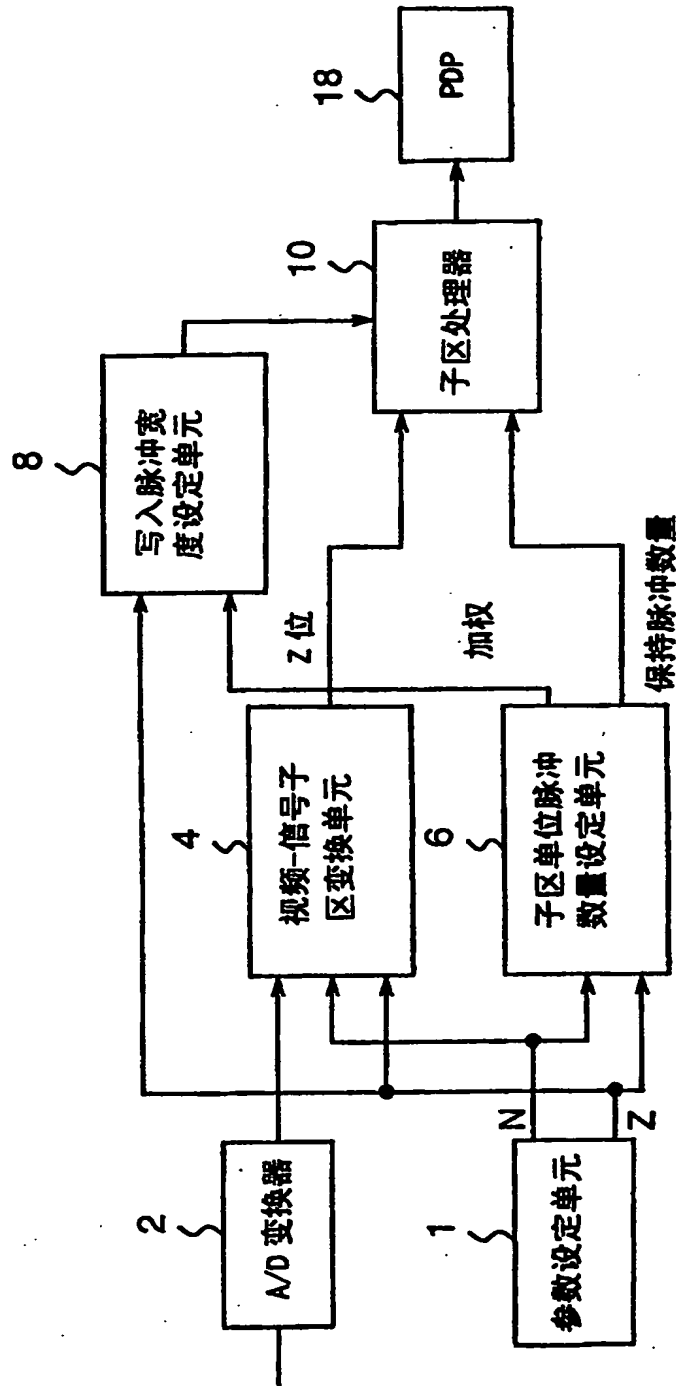 2
A/D 变换器
1
参数设定单元
N
Z
4
视频-信号子
区变换单元
6
子区单位脉冲
数量设定单元
8
写入脉冲宽
度设定单元
Z 位
加权
保持脉冲数量
10
子区处理器
18
PDP